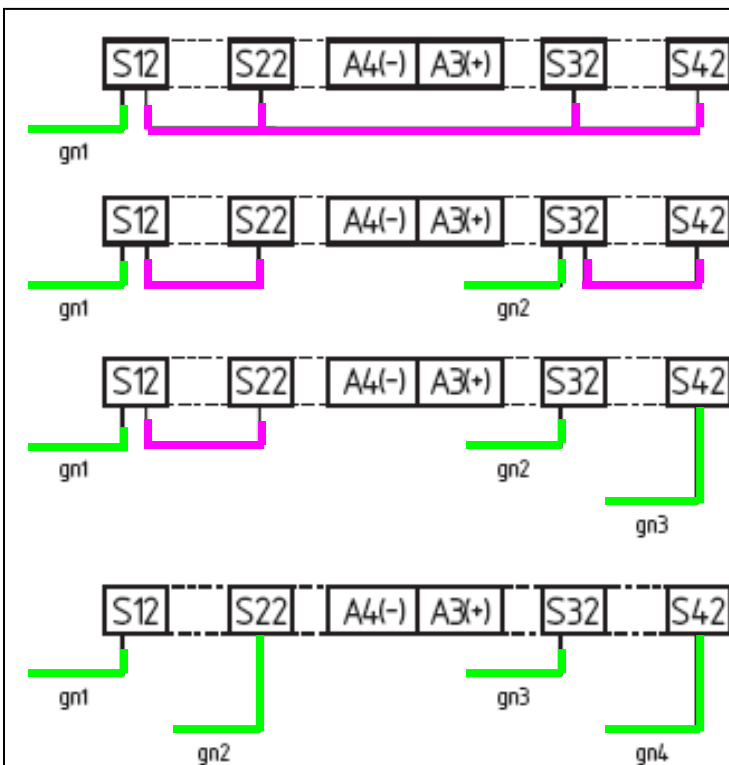 S12 S22 A4(-) A3(+) S32 S42
gn1
S12 S22 A4(-) A3(+) S32 S42
gn1 gn2
S12 S22 A4(-) A3(+) S32 S42
gn1 gn2
gn3
S12 S22 A4(-) A3(+) S32 S42
gn1 gn3
gn2 gn4